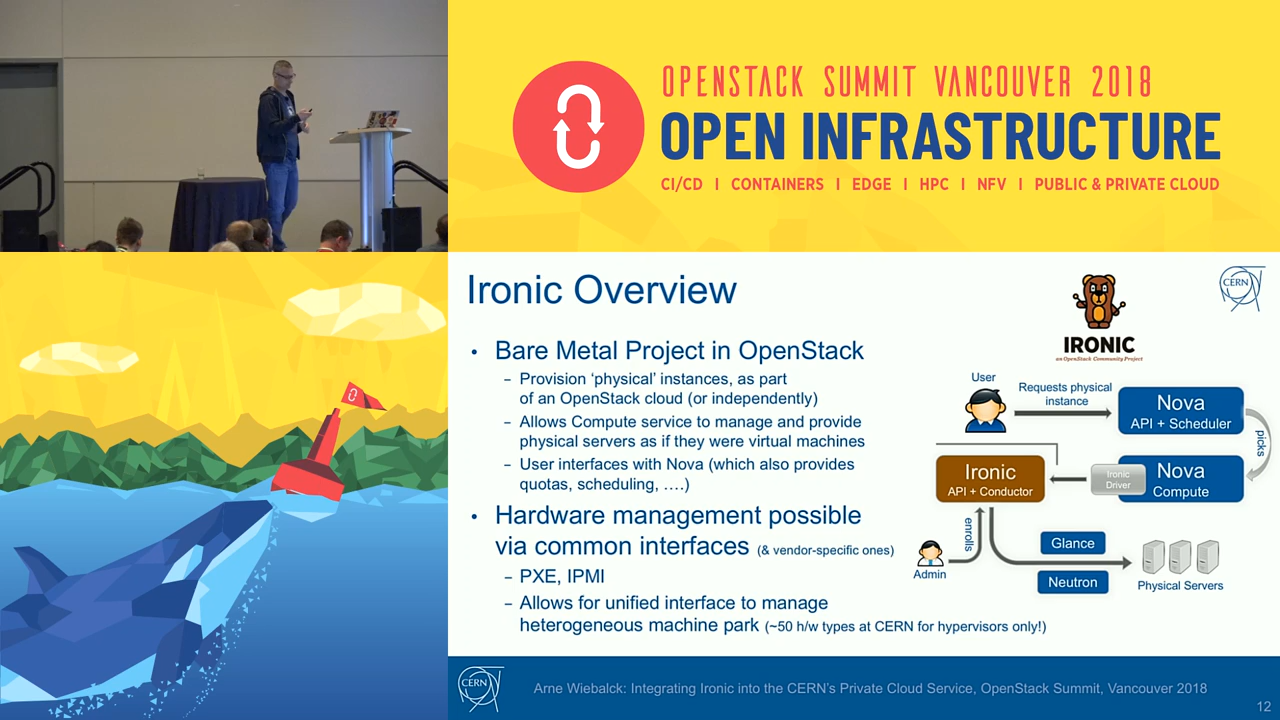 OPENSTACK SUMMIT VANCOUVER 2018
OPEN INFRASTRUCTURE
CI/CD | CONTAINERS | EDGE | HPC | NFV | PUBLIC & PRIVATE CLOUD
Ironic Overview
CERN
IRONIC
an OpenStack Community Project
• Bare Metal Project in OpenStack
– Provision ‘physical’ instances, as part
of an OpenStack cloud (or independently)
– Allows Compute service to manage and provide
physical servers as if they were virtual machines
– User interfaces with Nova (which also provides
quotas, scheduling, ….)
• Hardware management possible
via common interfaces (& vendor-specific ones)
– PXE, IPMI
– Allows for unified interface to manage
heterogeneous machine park (~50 h/w types at CERN for hypervisors only!)
User
Requests physical
instance
Nova
API + Scheduler
picks
Ironic
API + Conductor
Ironic
Driver
Nova
Compute
enrolls
Admin
Glance
Neutron
Physical Servers
CERN
Arne Wiebalck: Integrating Ironic into the CERN’s Private Cloud Service, OpenStack Summit, Vancouver 2018
12